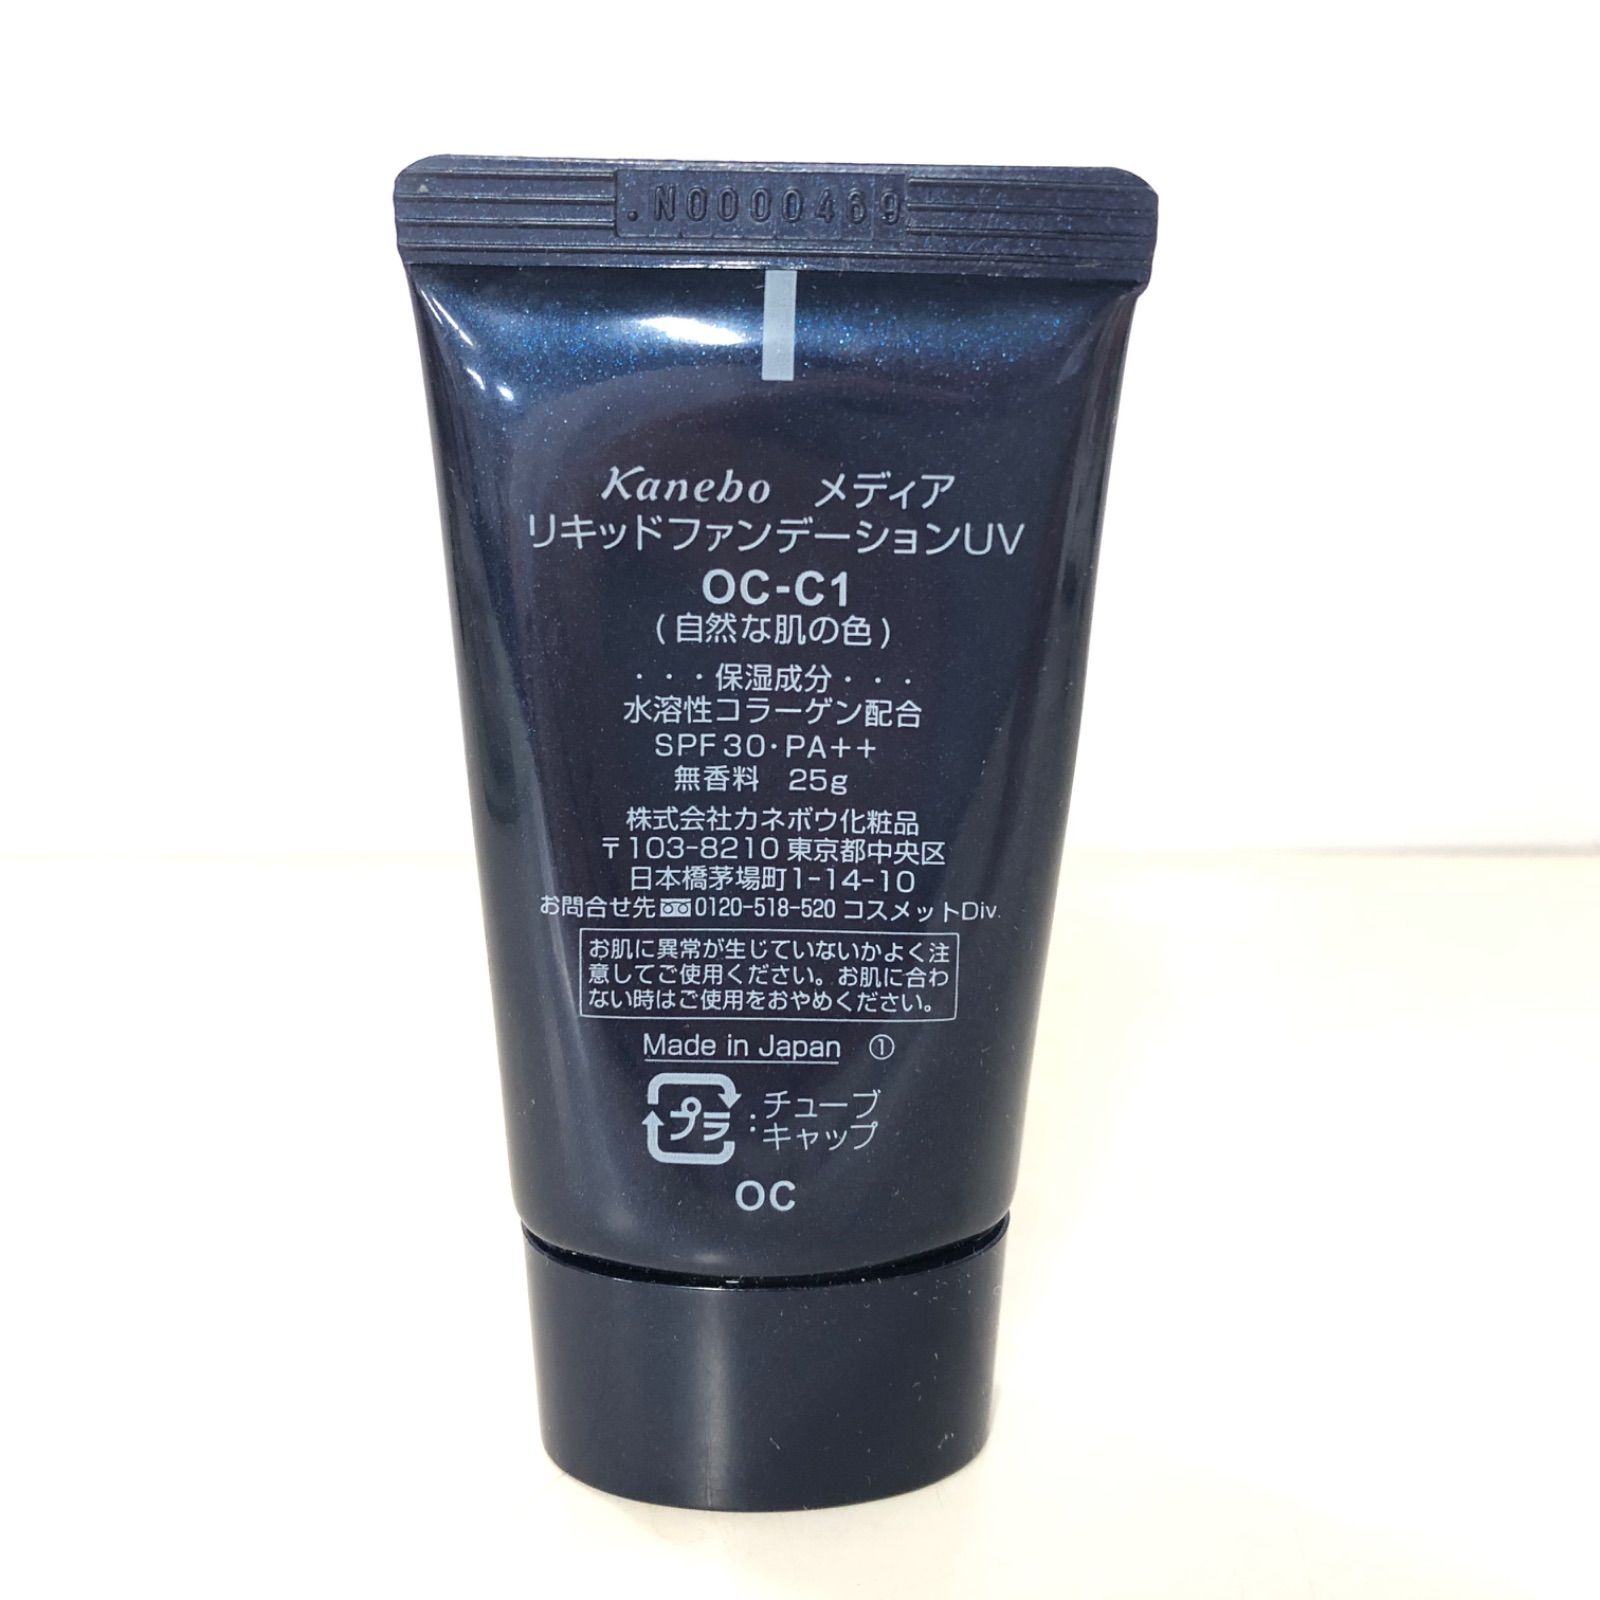 .N0000469
Kanebo メディア
リキッドファンデーションUV
OC-C1
(自然な肌の色)
・・・保湿成分・・・
水溶性コラーゲン配合
SPF30・PA++
無香料 25g
株式会社カネボウ化粧品
〒103-8210東京都中央区
日本橋茅場町1-14-10
お問合せ先 0120-518-520 コスメットDiv.
お肌に異常が生じていないかよく注
意してご使用ください。お肌に合わ
ない時はご使用をおやめください。
Made in Japan ①
プラ:チューブ
キャップ
OC